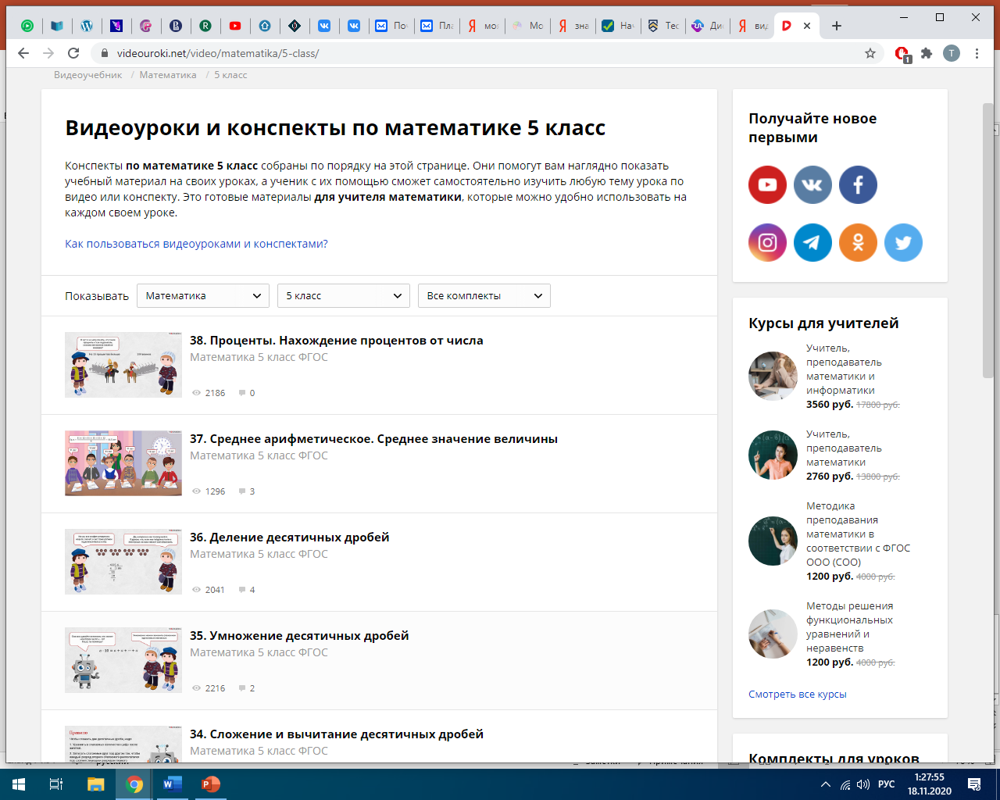 Поч
Пла
Я мо
Мо
Я зна
Нач
Тес
Дис
Я вид
videouroki.net/video/matematika/5-class/
1
T
Видеоучебник / Математика / 5 класс
Видеоуроки и конспекты по математике 5 класс
Конспекты по математике 5 класс собраны по порядку на этой странице. Они помогут вам наглядно показать
учебный материал на своих уроках, а ученик с их помощью сможет самостоятельно изучить любую тему урока по
видео или конспекту. Это готовые материалы для учителя математики, которые можно удобно использовать на
каждом своем уроке.
Как пользоваться видеоуроками и конспектами?
Показывать Математика 5 класс Все комплекты
38. Проценты. Нахождение процентов от числа
Математика 5 класс ФГОС
2186 0
37. Среднее арифметическое. Среднее значение величины
Математика 5 класс ФГОС
1296 3
36. Деление десятичных дробей
Математика 5 класс ФГОС
2041 4
35. Умножение десятичных дробей
Математика 5 класс ФГОС
2216 2
Правило
34. Сложение и вычитание десятичных дробей
Математика 5 класс ФГОС
Получайте новое
первыми
Курсы для учителей
Учитель,
преподаватель
математики и
информатики
3560 руб. 17800 руб.
Учитель,
преподаватель
математики
2760 руб. 13800 руб.
Методика
преподавания
математики в
соответствии с ФГОС
ООО (СОО)
1200 руб. 4000 руб.
Методы решения
функциональных
уравнений и
неравенств
1200 руб. 4000 руб.
Смотреть все курсы
Комплекты для уроков
РУС
1:27:55
18.11.2020